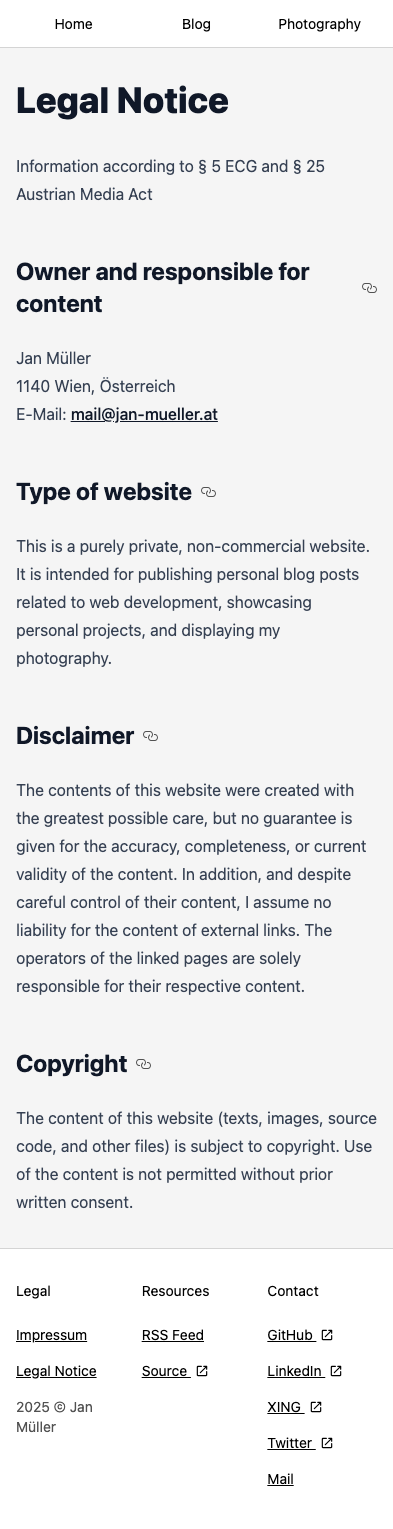 Home Blog Photography
Legal Notice
Information according to § 5 ECG and § 25
Austrian Media Act
Owner and responsible for
content
Jan Müller
1140 Wien, Österreich
E-Mail: mail@jan-mueller.at
Type of website
This is a purely private, non-commercial website.
It is intended for publishing personal blog posts
related to web development, showcasing
personal projects, and displaying my
photography.
Disclaimer
The contents of this website were created with
the greatest possible care, but no guarantee is
given for the accuracy, completeness, or current
validity of the content. In addition, and despite
careful control of their content, I assume no
liability for the content of external links. The
operators of the linked pages are solely
responsible for their respective content.
Copyright
The content of this website (texts, images, source
code, and other files) is subject to copyright. Use
of the content is not permitted without prior
written consent.
Legal
Impressum
Legal Notice
2025 © Jan
Müller
Resources
RSS Feed
Source
Contact
GitHub
LinkedIn
XING
Twitter
Mail